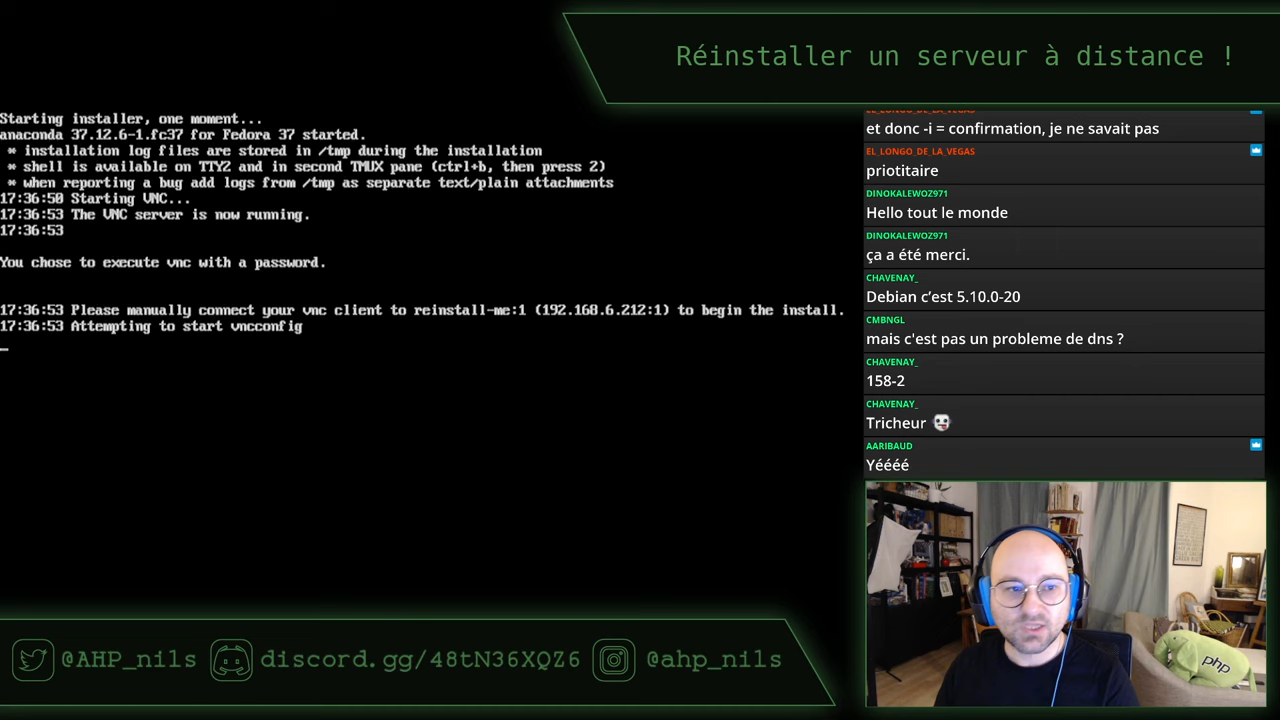 Réinstaller un serveur à distance !
Starting installer, one moment...
anaconda 37.12.6-1.fc37 for Fedora 37 started.
* installation log files are stored in /tmp during the installation
* shell is available on TTY2 and in second TMUX pane (ctrl+b, then press 2)
* when reporting a bug add logs from /tmp as separate text/plain attachments
17:36:50 Starting VNC...
17:36:53 The VNC server is now running.
17:36:53
You chose to execute vnc with a password.
17:36:53 Please manually connect your vnc client to reinstall-me:1 (192.168.6.212:1) to begin the install.
17:36:53 Attempting to start vncconfig
EL_LONGO_DE_LA_VEGAS
et donc -i = confirmation, je ne savait pas
EL_LONGO_DE_LA_VEGAS
priotitaire
DINOKALEWOZ971
Hello tout le monde
DINOKALEWOZ971
ça a été merci.
CHAVENAY_
Debian c’est 5.10.0-20
CMBNGL
mais c'est pas un probleme de dns ?
CHAVENAY_
158-2
CHAVENAY_
Tricheur
AARIBAUD
Yéééé
php
@AHP_nils discord.gg/48tN36XQZ6 @ahp_nils